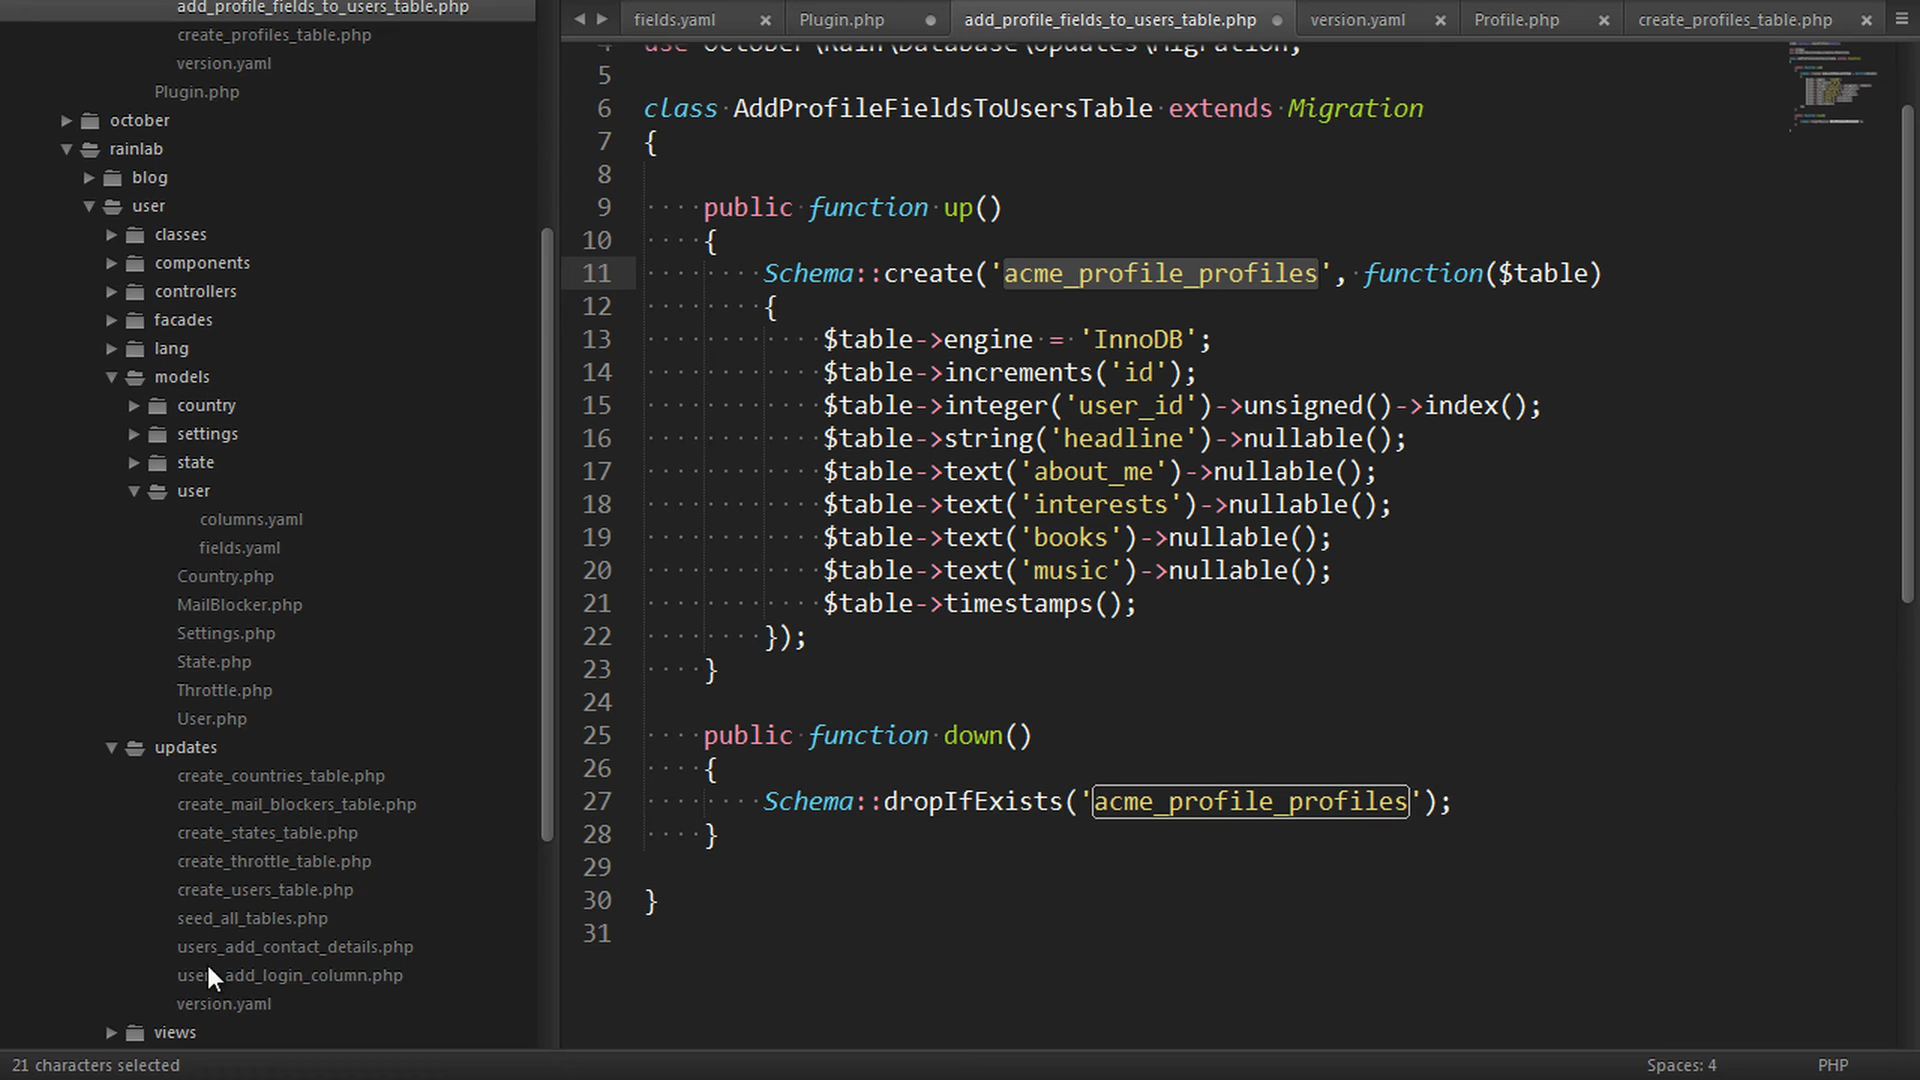 add_profile_fields_to_users_table.php
create_profiles_table.php
version.yaml
Plugin.php
october
rainlab
blog
user
classes
components
controllers
facades
lang
models
country
settings
state
user
columns.yaml
fields.yaml
Country.php
MailBlocker.php
Settings.php
State.php
Throttle.php
User.php
updates
create_countries_table.php
create_mail_blockers_table.php
create_states_table.php
create_throttle_table.php
create_users_table.php
seed_all_tables.php
users_add_contact_details.php
add_login_column.php
version.yaml
views
fields.yaml Plugin.php add_profile_fields_to_users_table.php version.yaml Profile.php create_profiles_table.php
4 use October\Rain\Database\Updates\Migration;
5
6 class AddProfileFieldsToUsersTable extends Migration
7 {
8
9 public function up()
10 {
11 Schema::create('acme_profile_profiles', function($table)
12 {
13 $table->engine = 'InnoDB';
14 $table->increments('id');
15 $table->integer('user_id')->unsigned()->index();
16 $table->string('headline')->nullable();
17 $table->text('about_me')->nullable();
18 $table->text('interests')->nullable();
19 $table->text('books')->nullable();
20 $table->text('music')->nullable();
21 $table->timestamps();
22 });
23 }
24
25 public function down()
26 {
27 Schema::dropIfExists('acme_profile_profiles');
28 }
29
30 }
31
21 characters selected
Spaces: 4 PHP